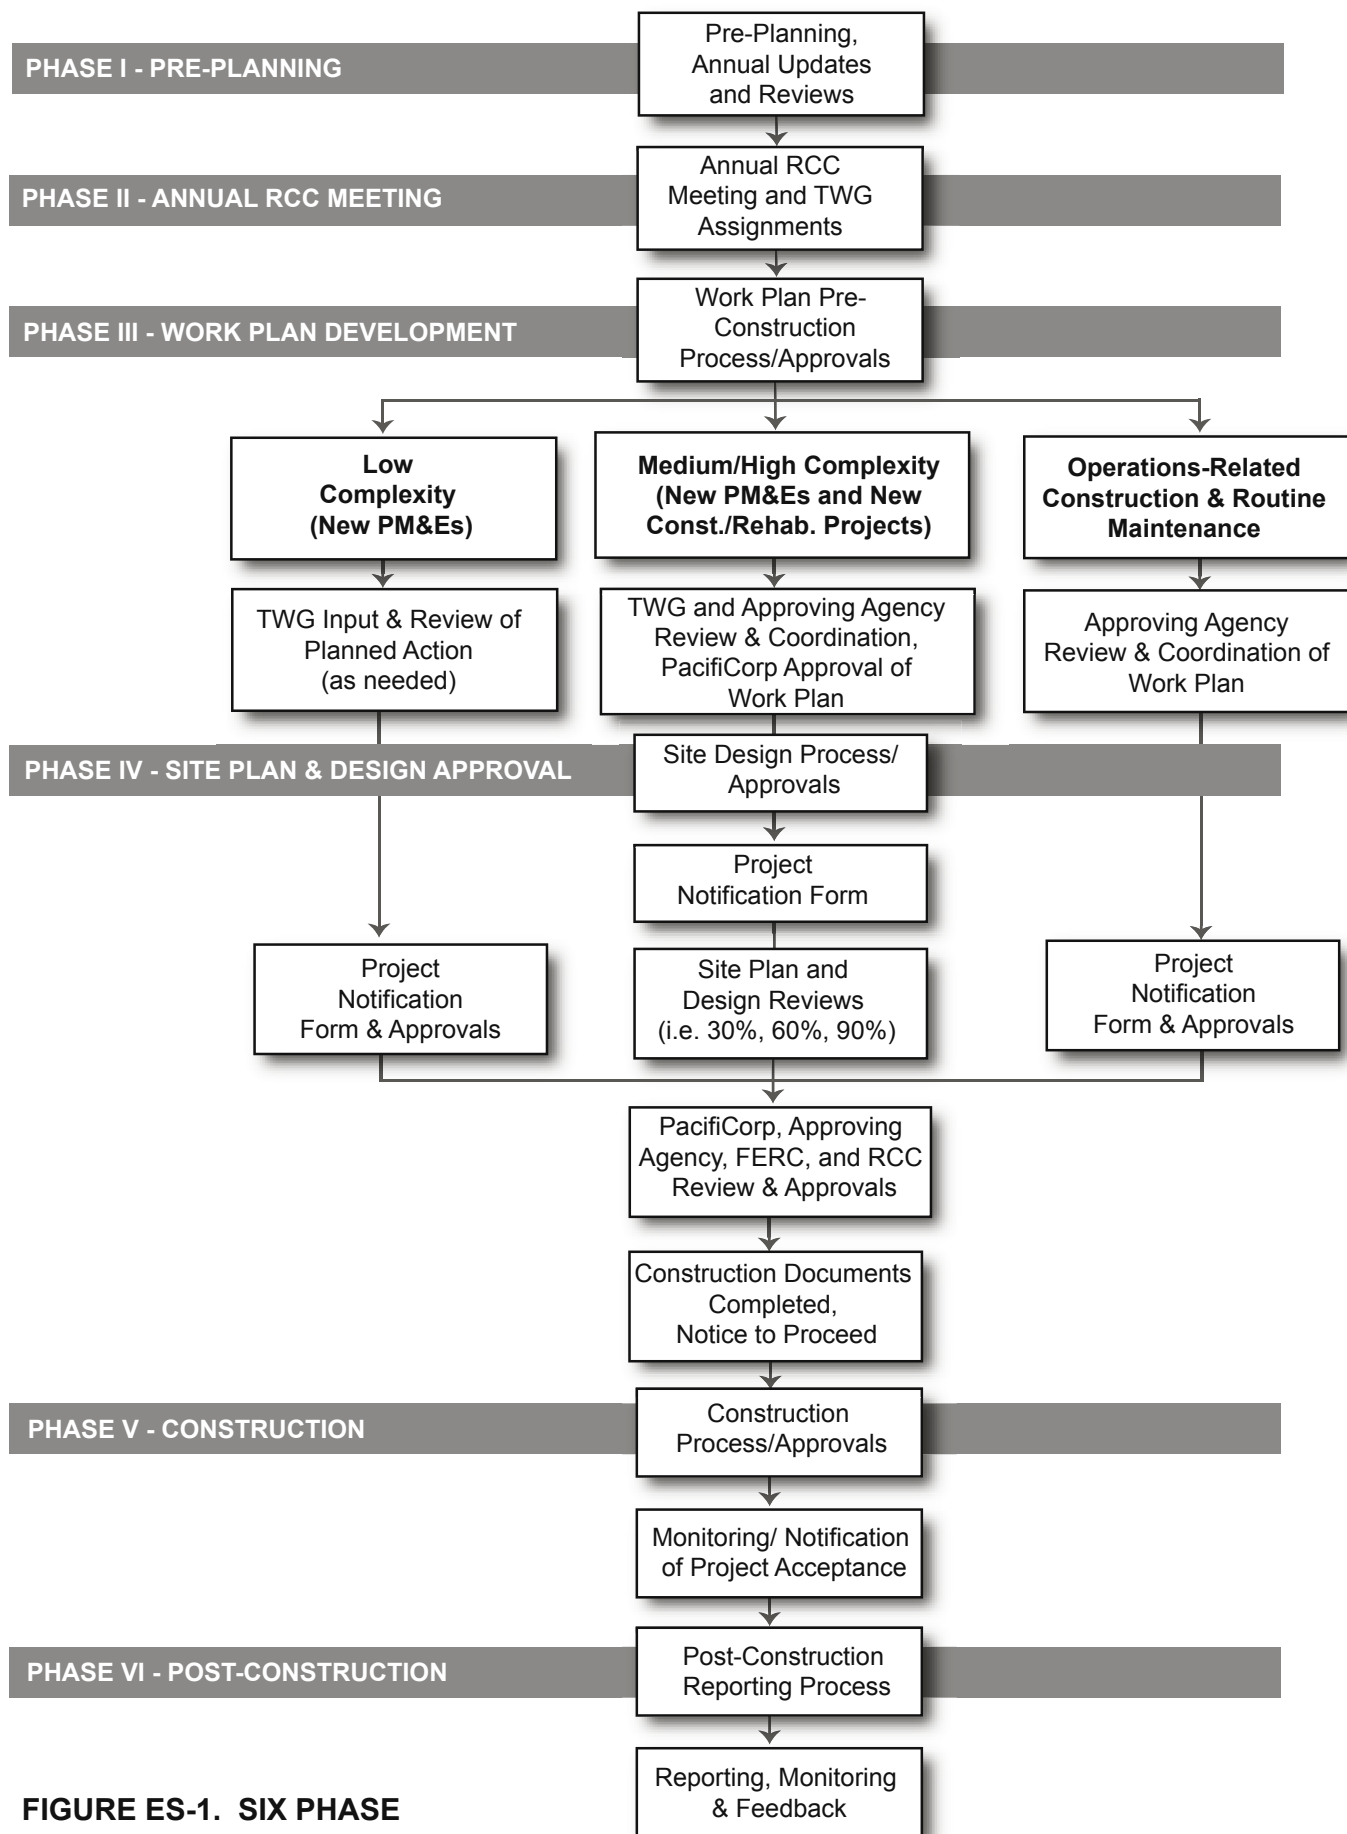 Pre-Planning,
Annual Updates
and Reviews
PHASE I - PRE-PLANNING
Annual RCC
Meeting and TWG
Assignments
PHASE II - ANNUAL RCC MEETING
Work Plan Pre-
Construction
Process/Approvals
PHASE III - WORK PLAN DEVELOPMENT
Low
Complexity
(New PM&Es)
Medium/High Complexity
(New PM&Es and New
Const./Rehab. Projects)
Operations-Related
Construction & Routine
Maintenance
TWG Input & Review of
Planned Action
(as needed)
TWG and Approving Agency
Review & Coordination,
PacifiCorp Approval of
Work Plan
Approving Agency
Review & Coordination of
Work Plan
PHASE IV - SITE PLAN & DESIGN APPROVAL
Site Design Process/
Approvals
Project
Notification Form
Project
Notification
Form & Approvals
Site Plan and
Design Reviews
(i.e. 30%, 60%, 90%)
Project
Notification
Form & Approvals
PacifiCorp, Approving
Agency, FERC, and RCC
Review & Approvals
Construction Documents
Completed,
Notice to Proceed
PHASE V - CONSTRUCTION
Construction
Process/Approvals
Monitoring/ Notification
of Project Acceptance
PHASE VI - POST-CONSTRUCTION
Post-Construction
Reporting Process
Reporting, Monitoring
& Feedback
FIGURE ES-1. SIX PHASE